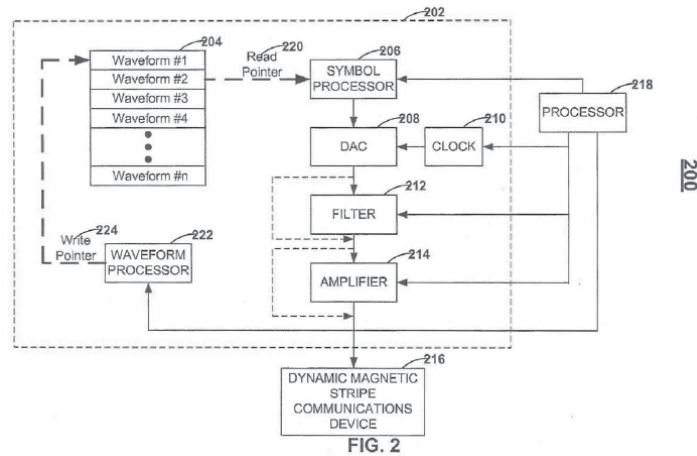 202
204
Waveform #1
Waveform #2
Waveform #3
Waveform #4
Waveform #n
220
Read
Pointer
206
SYMBOL
PROCESSOR
218
PROCESSOR
208
DAC
210
CLOCK
200
212
FILTER
224
Write
Pointer
222
WAVEFORM
PROCESSOR
214
AMPLIFIER
216
DYNAMIC MAGNETIC
STRIPE
COMMUNICATIONS
DEVICE
FIG. 2